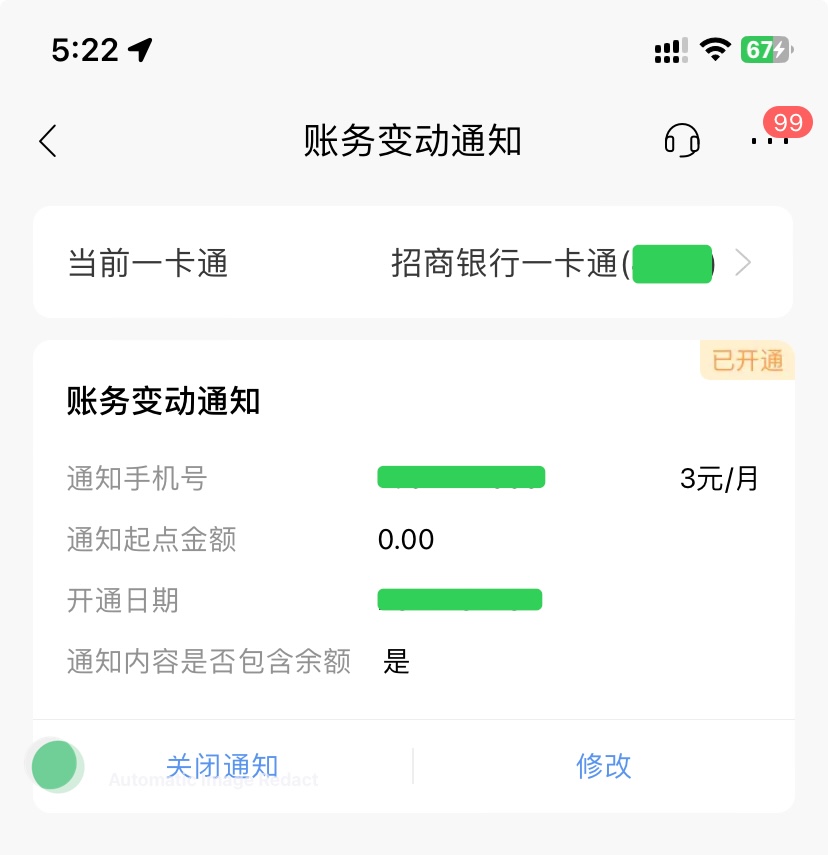 5:22
67
账务变动通知
99
当前一卡通 招商银行一卡通( )
已开通
账务变动通知
通知手机号 3元/月
通知起点金额 0.00
开通日期
通知内容是否包含余额 是
关闭通知 修改
Automatic Image Redact